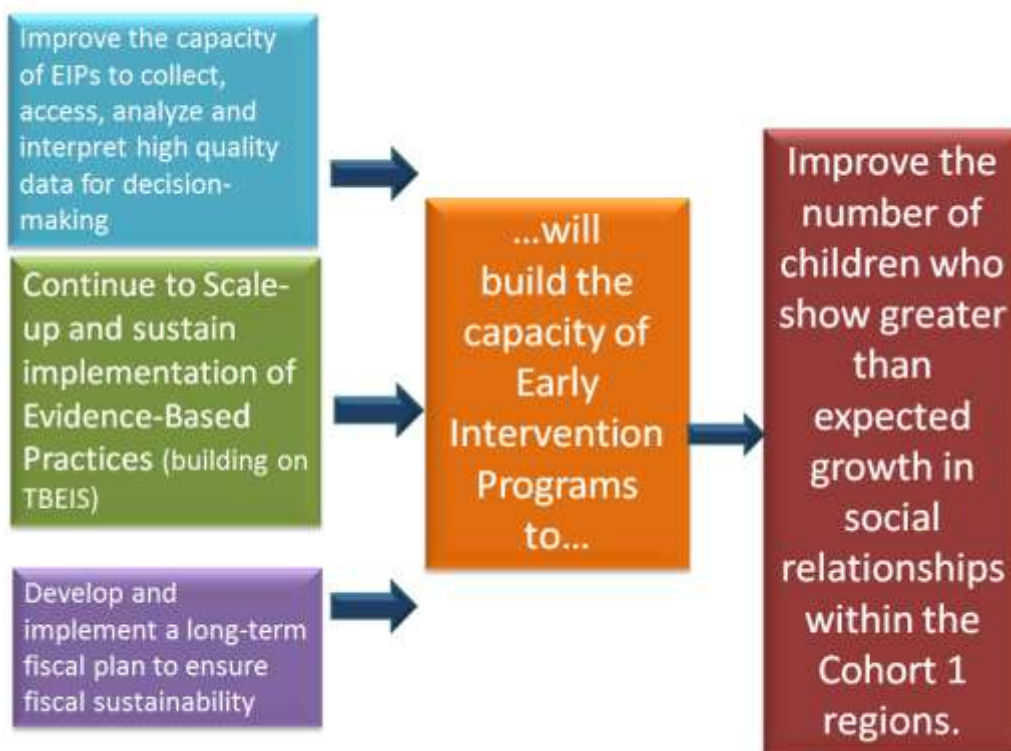 Improve the capacity
of EIPs to collect,
access, analyze and
interpret high quality
data for decision-
making
Continue to Scale-
up and sustain
implementation of
Evidence-Based
Practices (building on
TBEIS)
Develop and
implement a long-term
fiscal plan to ensure
fiscal sustainability
...will
build the
capacity of
Early
Intervention
Programs
to...
Improve the
number of
children who
show greater
than
expected
growth in
social
relationships
within the
Cohort 1
regions.